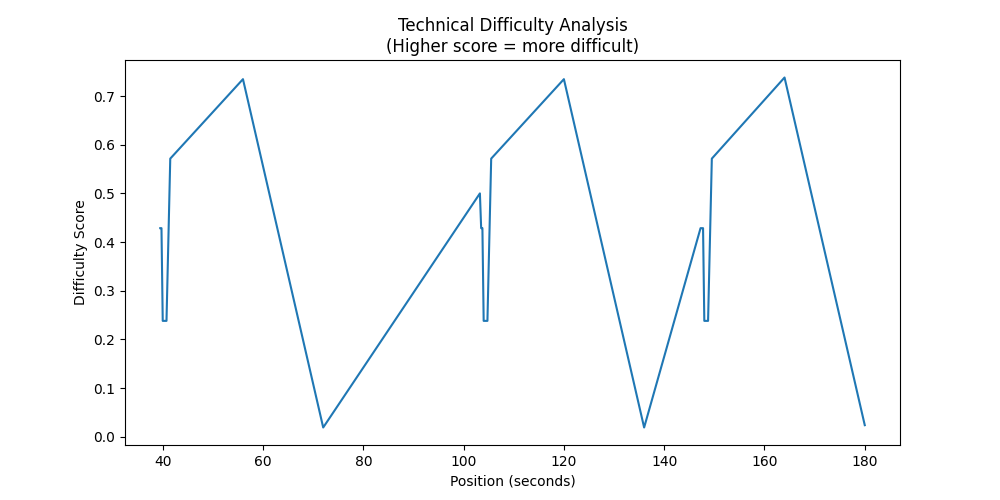 Technical Difficulty Analysis
(Higher score = more difficult)
Difficulty Score
0.7
0.6
0.5
0.4
0.3
0.2
0.1
0.0
40 60 80 100 120 140 160 180
Position (seconds)